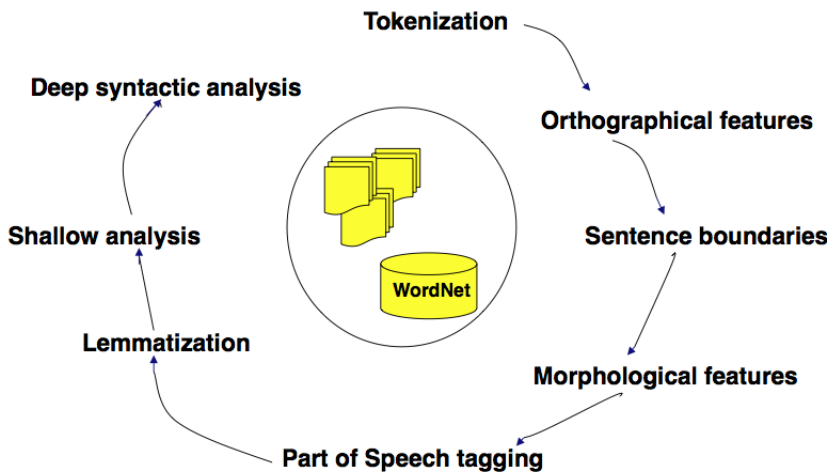 Tokenization
Deep syntactic analysis
Orthographical features
Shallow analysis
Sentence boundaries
WordNet
Lemmatization
Morphological features
Part of Speech tagging